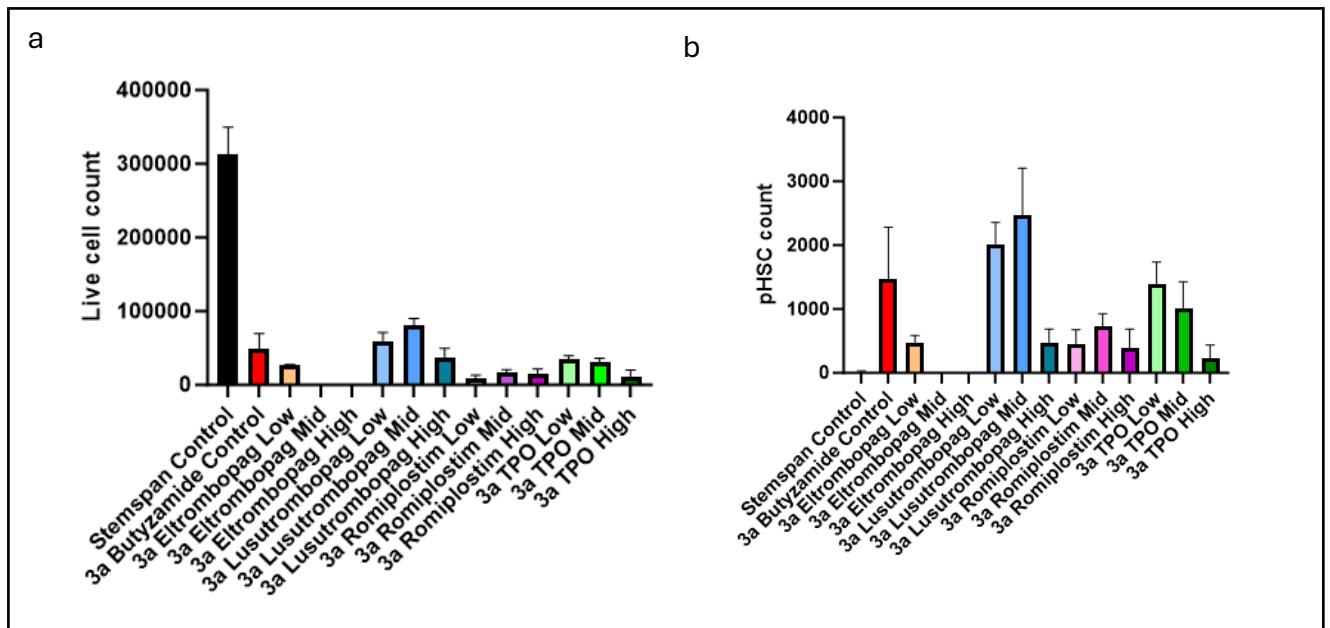 a
b
Live cell count
400000
300000
200000
100000
0
Stemspan Control
3a Butyzamide Control
3a Eltrombopag Low
3a Eltrombopag Mid
3a Eltrombopag High
3a Lusutrombopag Low
3a Lusutrombopag Mid
3a Lusutrombopag High
3a Romiplostim Low
3a Romiplostim Mid
3a Romiplostim High
3a TPO Low
3a TPO Mid
3a TPO High
pHSC count
4000
3000
2000
1000
0
Stemspan Control
3a Butyzamide Control
3a Eltrombopag Low
3a Eltrombopag Mid
3a Eltrombopag High
3a Lusutrombopag Low
3a Lusutrombopag Mid
3a Lusutrombopag High
3a Romiplostim Low
3a Romiplostim Mid
3a Romiplostim High
3a TPO Low
3a TPO Mid
3a TPO High